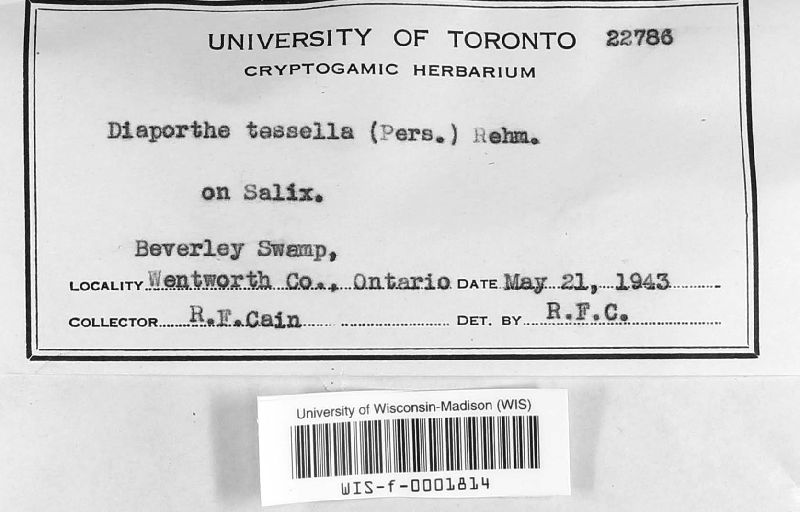 UNIVERSITY OF TORONTO 22786
CRYPTOGAMIC HERBARIUM
Diaporthe tessella (Pers.) Rehm.
on Salix.
Beverley Swamp,
LOCALITY Wentworth Co., Ontario DATE May 21, 1943
COLLECTOR R.F.Cain DET. BY R.F.C.
University of Wisconsin-Madison (WIS)
WIS-f-0001814